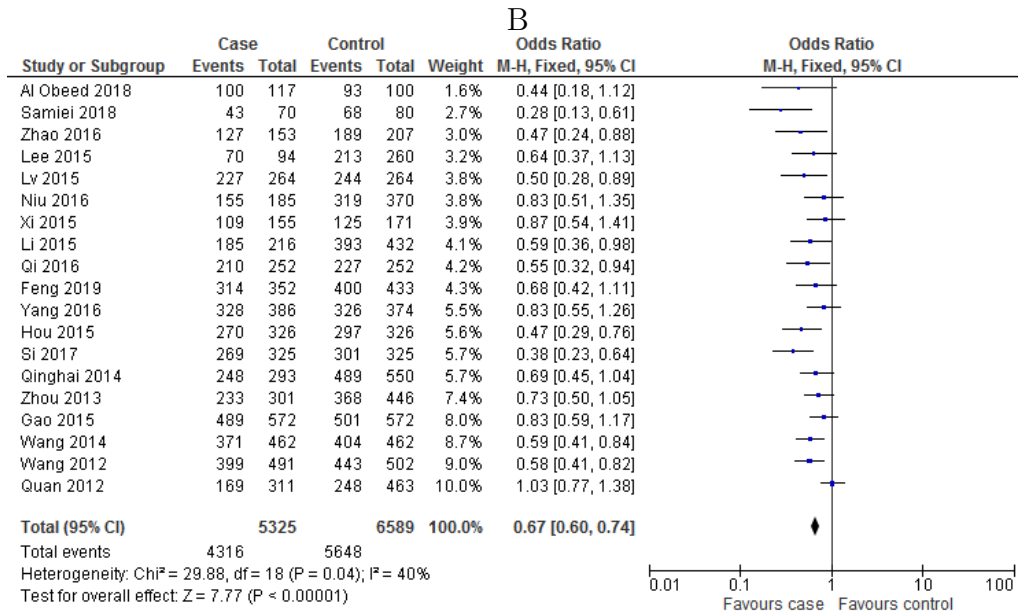 B
Case Control Odds Ratio Odds Ratio
Study or Subgroup Events Total Events Total Weight M-H, Fixed, 95% CI M-H, Fixed, 95% CI
Al Obeed 2018 100 117 93 100 1.6% 0.44 [0.18, 1.12]
Samiei 2018 43 70 68 80 2.7% 0.28 [0.13, 0.61]
Zhao 2016 127 153 189 207 3.0% 0.47 [0.24, 0.88]
Lee 2015 70 94 213 260 3.2% 0.64 [0.37, 1.13]
Lv 2015 227 264 244 264 3.8% 0.50 [0.28, 0.89]
Niu 2016 155 185 319 370 3.8% 0.83 [0.51, 1.35]
Xi 2015 109 155 125 171 3.9% 0.87 [0.54, 1.41]
Li 2015 185 216 393 432 4.1% 0.59 [0.36, 0.98]
Qi 2016 210 252 227 252 4.2% 0.55 [0.32, 0.94]
Feng 2019 314 352 400 433 4.3% 0.68 [0.42, 1.11]
Yang 2016 328 386 326 374 5.4% 0.83 [0.55, 1.26]
Hou 2015 270 326 297 326 5.6% 0.47 [0.29, 0.76]
Si 2017 269 325 301 325 5.7% 0.38 [0.23, 0.64]
Qinghai 2014 248 293 489 550 5.7% 0.69 [0.45, 1.04]
Zhou 2013 233 301 368 446 7.4% 0.73 [0.50, 1.05]
Gao 2015 489 572 501 572 7.9% 0.83 [0.59, 1.17]
Wang 2014 371 462 404 462 8.7% 0.59 [0.41, 0.84]
Wang 2012 399 491 443 502 9.0% 0.58 [0.41, 0.82]
Quan 2012 169 311 248 463 10.0% 1.03 [0.77, 1.38]
Total (95% CI) 5325 6589 100.0% 0.67 [0.60, 0.74]
Total events 4316 5648
Heterogeneity: Chi² = 29.88, df = 18 (P = 0.04); I² = 40%
Test for overall effect: Z = 7.77 (P < 0.00001)
0.01 0.1 1 10 100
Favours case Favours control